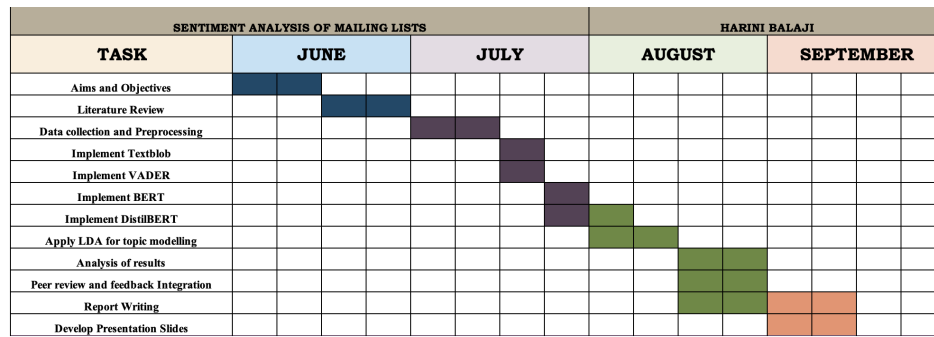 SENTIMENT ANALYSIS OF MAILING LISTS HARINI BALAJI
TASK JUNE JULY AUGUST SEPTEMBER
Aims and Objectives
Literature Review
Data collection and Preprocessing
Implement Textblob
Implement VADER
Implement BERT
Implement DistilBERT
Apply LDA for topic modelling
Analysis of results
Peer review and feedback Integration
Report Writing
Develop Presentation Slides